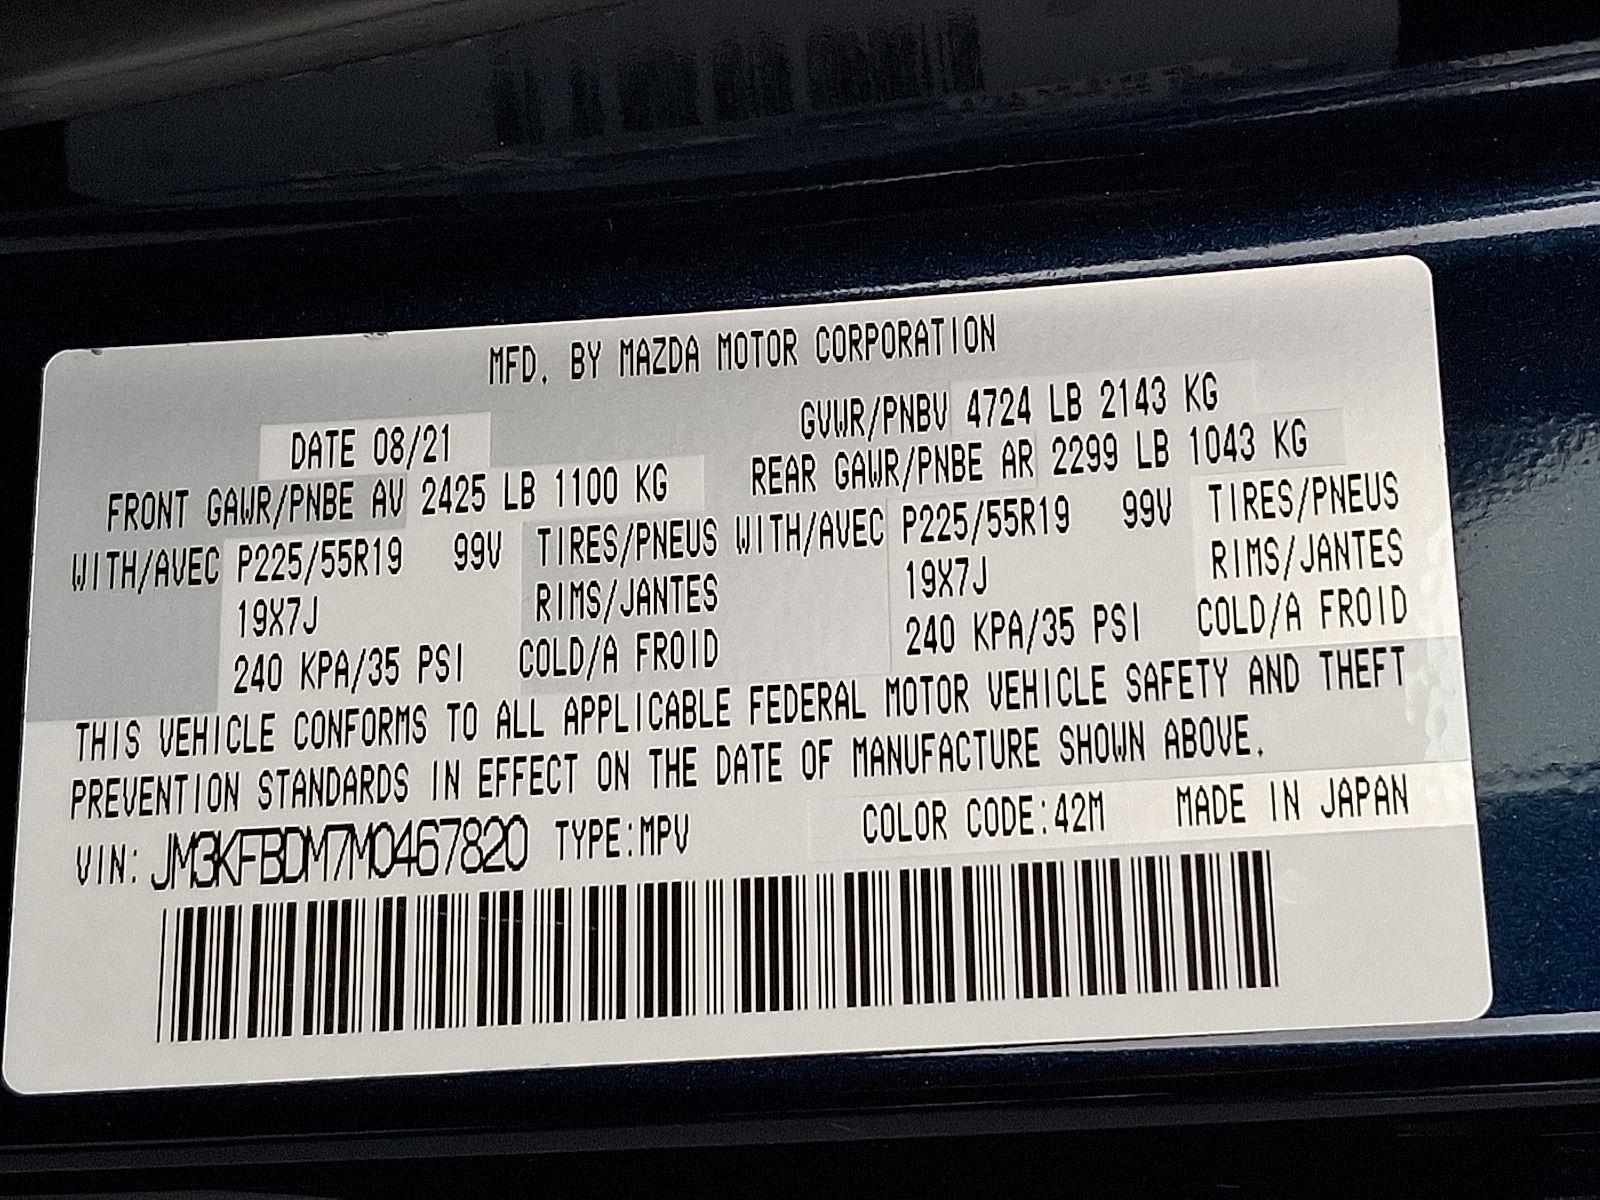 MFD. BY MAZDA MOTOR CORPORATION
DATE 08/21 GVWR/PNBV 4724 LB 2143 KG
FRONT GAWR/PNBE AV 2425 LB 1100 KG REAR GAWR/PNBE AR 2299 LB 1043 KG
WITH/AVEC P225/55R19 99V TIRES/PNEUS WITH/AVEC P225/55R19 99V TIRES/PNEUS
19X7J RIMS/JANTES 19X7J RIMS/JANTES
240 KPA/35 PSI COLD/A FROID 240 KPA/35 PSI COLD/A FROID
THIS VEHICLE CONFORMS TO ALL APPLICABLE FEDERAL MOTOR VEHICLE SAFETY AND THEFT
PREVENTION STANDARDS IN EFFECT ON THE DATE OF MANUFACTURE SHOWN ABOVE.
VIN: JM3KFBDM7M0467820 TYPE:MPV COLOR CODE:42M MADE IN JAPAN